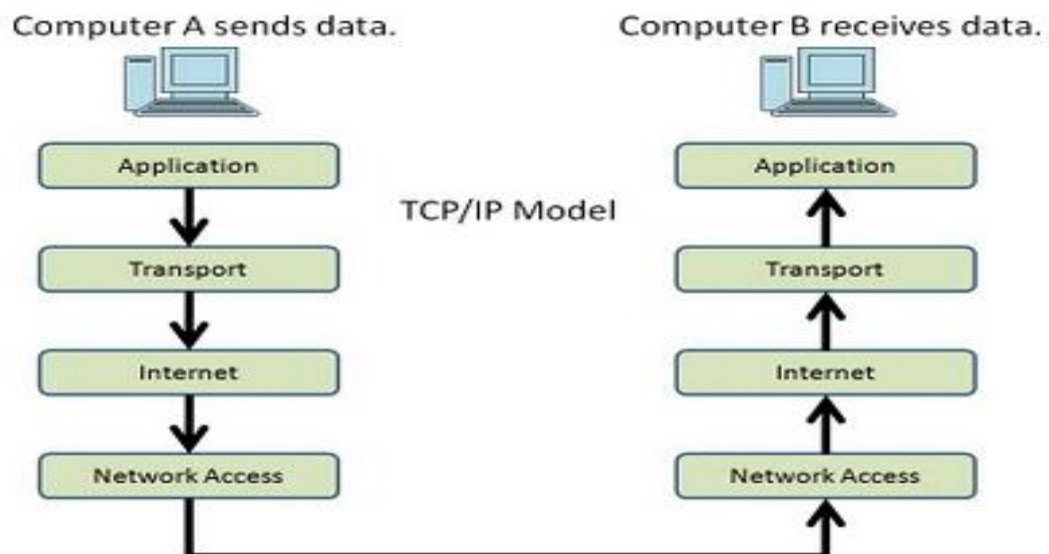 Computer A sends data.
Computer B receives data.
Application
Application
TCP/IP Model
Transport
Transport
Internet
Internet
Network Access
Network Access